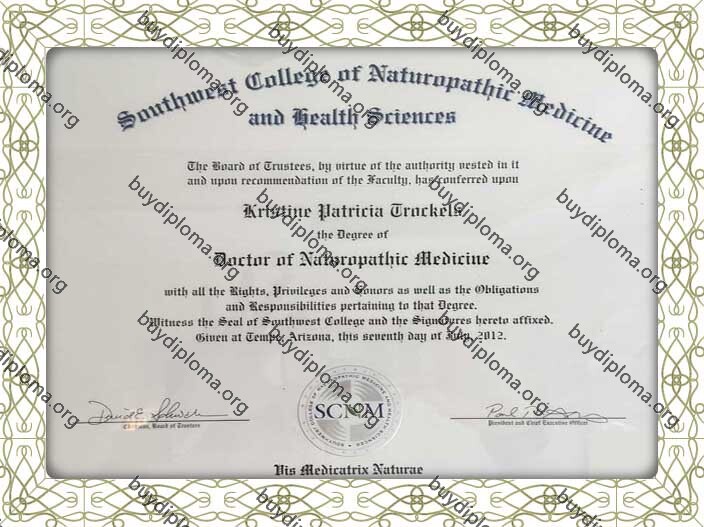 Southwest College of Naturopathic Medicine
and Health Sciences
The Board of Trustees, by virtue of the authority vested in it
and upon recommendation of the Faculty, has conferred upon
Kristine Patricia Trockels
the Degree of
Doctor of Naturopathic Medicine
with all the Rights, Privileges and Honors as well as the Obligations
and Responsibilities pertaining to that Degree.
Witness the Seal of Southwest College and the Signatures hereto affixed.
Given at Tempe, Arizona, this seventh day of July, 2012.
SCNM
Chairman, Board of Trustees
President and Chief Executive Officer
Vis Medicatrix Naturae
buydiploma.org